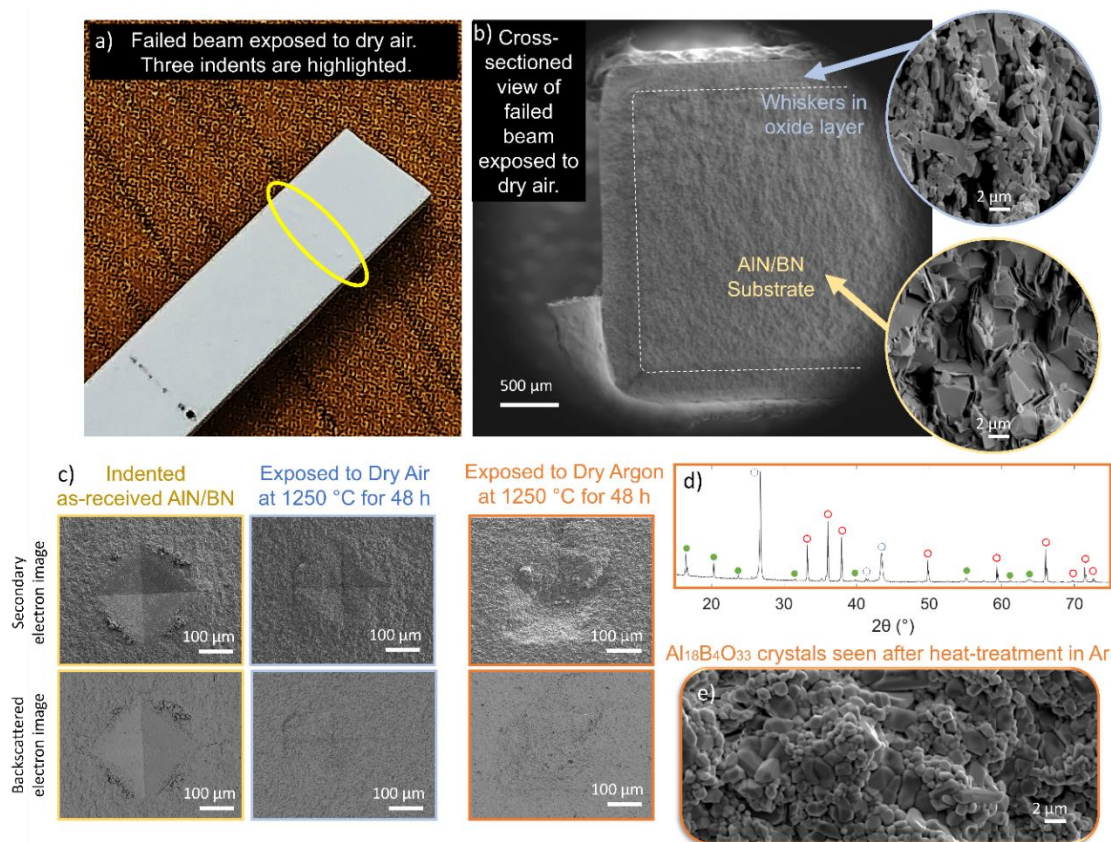 a) Failed beam exposed to dry air.
Three indents are highlighted.
b) Cross-
sectioned
view of
failed
beam
exposed to
dry air.
Whiskers in
oxide layer
2 µm
AlN/BN
Substrate
500 µm
2 µm
c) Indented
as-received AlN/BN
Exposed to Dry Air
at 1250 °C for 48 h
Exposed to Dry Argon
at 1250 °C for 48 h
Secondary
electron image
100 µm
100 µm
100 µm
Backscattered
electron image
100 µm
100 µm
100 µm
d)
20 30 40 50 60 70
2θ (°)
Al₁₈B₄O₃₃ crystals seen after heat-treatment in Ar
e)
2 µm